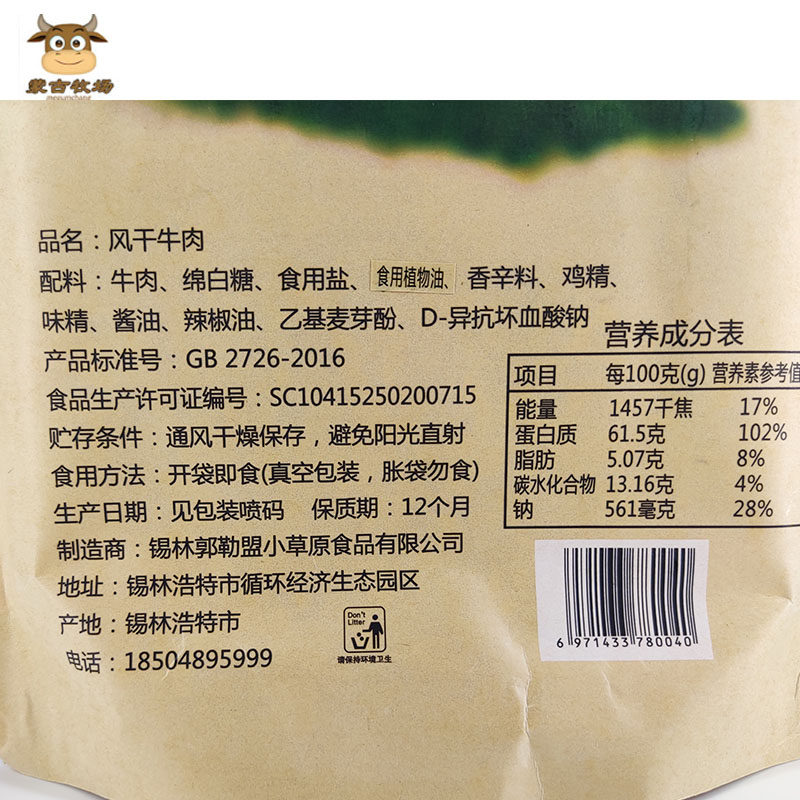 蒙古牧场
品名：风干牛肉
配料：牛肉、绵白糖、食用盐、食用植物油、香辛料、鸡精、
味精、酱油、辣椒油、乙基麦芽酚、D-异抗坏血酸钠
产品标准号：GB 2726-2016
食品生产许可证编号：SC10415250200715
贮存条件：通风干燥保存，避免阳光直射
食用方法：开袋即食(真空包装，胀袋勿食)
生产日期：见包装喷码 保质期：12个月
制造商：锡林郭勒盟小草原食品有限公司
地址：锡林浩特市循环经济生态园区
产地：锡林浩特市
电话：18504895999
Don't
Litter
请保持环境卫生
营养成分表
项目 每100克(g) 营养素参考值
能量 1457千焦 17%
蛋白质 61.5克 102%
脂肪 5.07克 8%
碳水化合物 13.16克 4%
钠 561毫克 28%
6 971433 780040